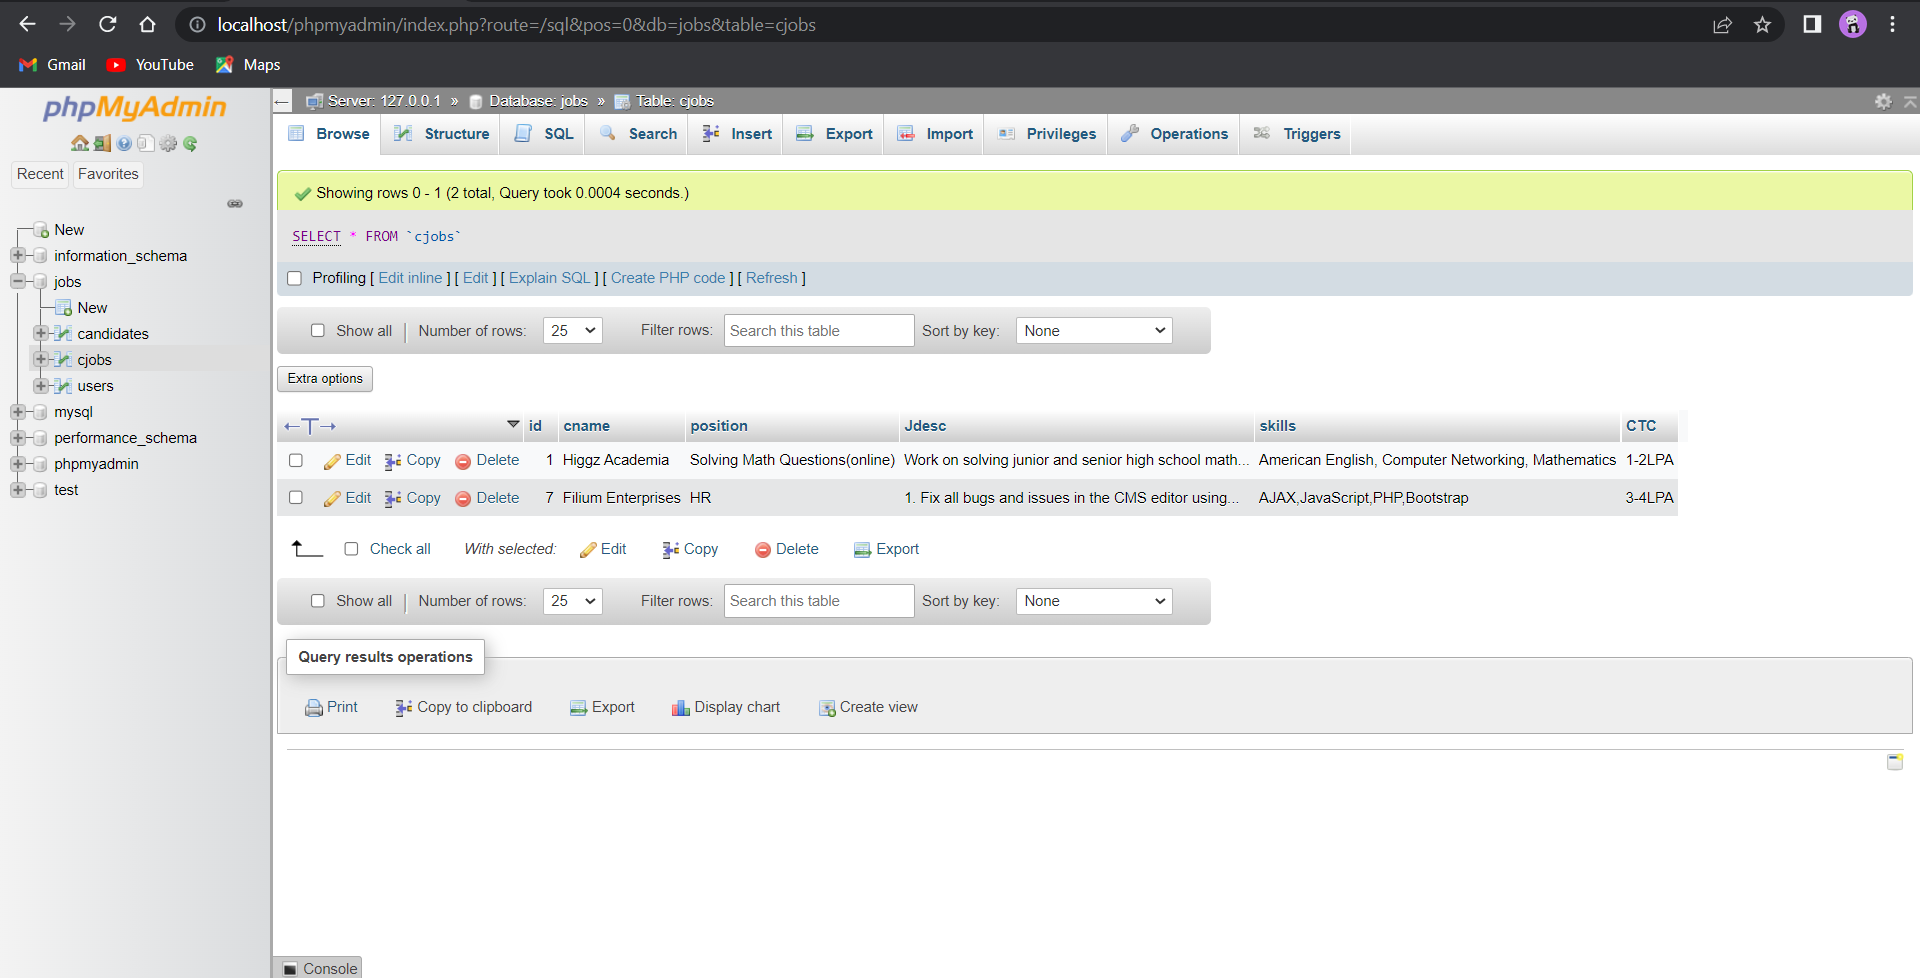 localhost/phpmyadmin/index.php?route=/sql&pos=0&db=jobs&table=cjobs
Gmail YouTube Maps
phpMyAdmin
Recent Favorites
New
information_schema
jobs
New
candidates
cjobs
users
mysql
performance_schema
phpmyadmin
test
Server: 127.0.0.1 » Database: jobs » Table: cjobs
Browse Structure SQL Search Insert Export Import Privileges Operations Triggers
Showing rows 0 - 1 (2 total, Query took 0.0004 seconds.)
SELECT * FROM `cjobs`
Profiling [ Edit inline ] [ Edit ] [ Explain SQL ] [ Create PHP code ] [ Refresh ]
Show all | Number of rows: 25 Filter rows: Search this table Sort by key: None
Extra options
←T→ id cname position Jdesc skills CTC
Edit Copy Delete 1 Higgz Academia Solving Math Questions(online) Work on solving junior and senior high school math... American English, Computer Networking, Mathematics 1-2LPA
Edit Copy Delete 7 Filium Enterprises HR 1. Fix all bugs and issues in the CMS editor using... AJAX,JavaScript,PHP,Bootstrap 3-4LPA
Check all With selected: Edit Copy Delete Export
Show all | Number of rows: 25 Filter rows: Search this table Sort by key: None
Query results operations
Print Copy to clipboard Export Display chart Create view
Console